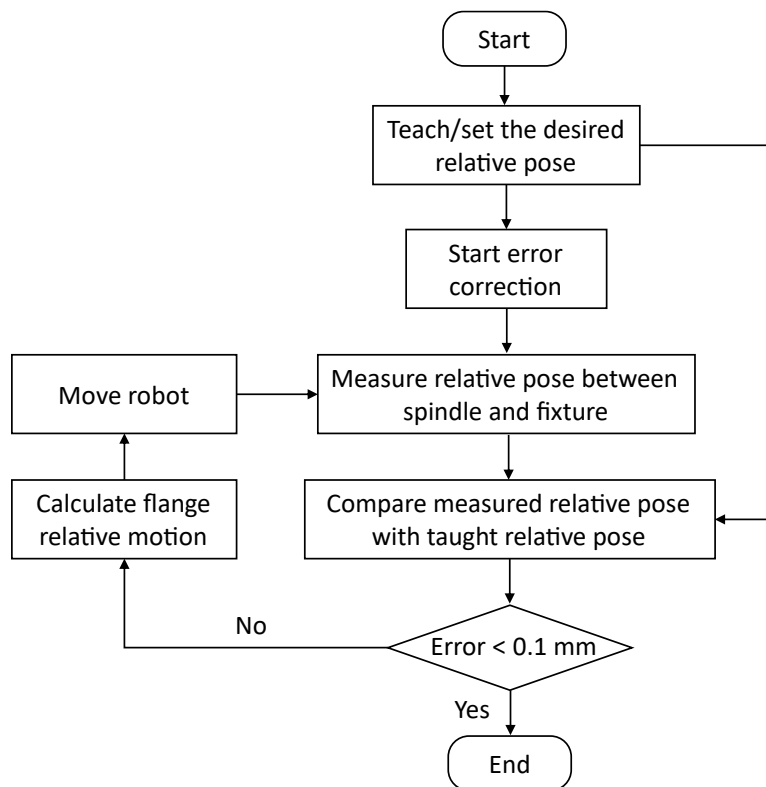 Start
Teach/set the desired
relative pose
Start error
correction
Move robot
Measure relative pose between
spindle and fixture
Calculate flange
relative motion
Compare measured relative pose
with taught relative pose
No
Error < 0.1 mm
Yes
End